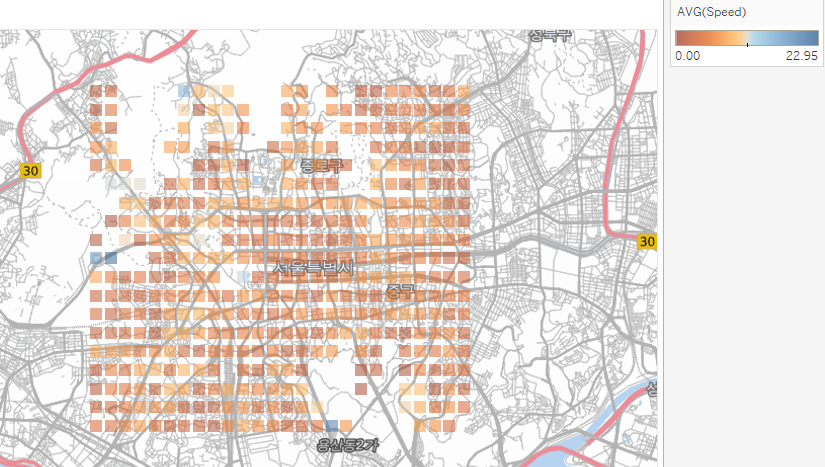 AVG(Speed)
0.00 22.95
성북구
30
종로구
30
서울특별시
중구
용산동2가